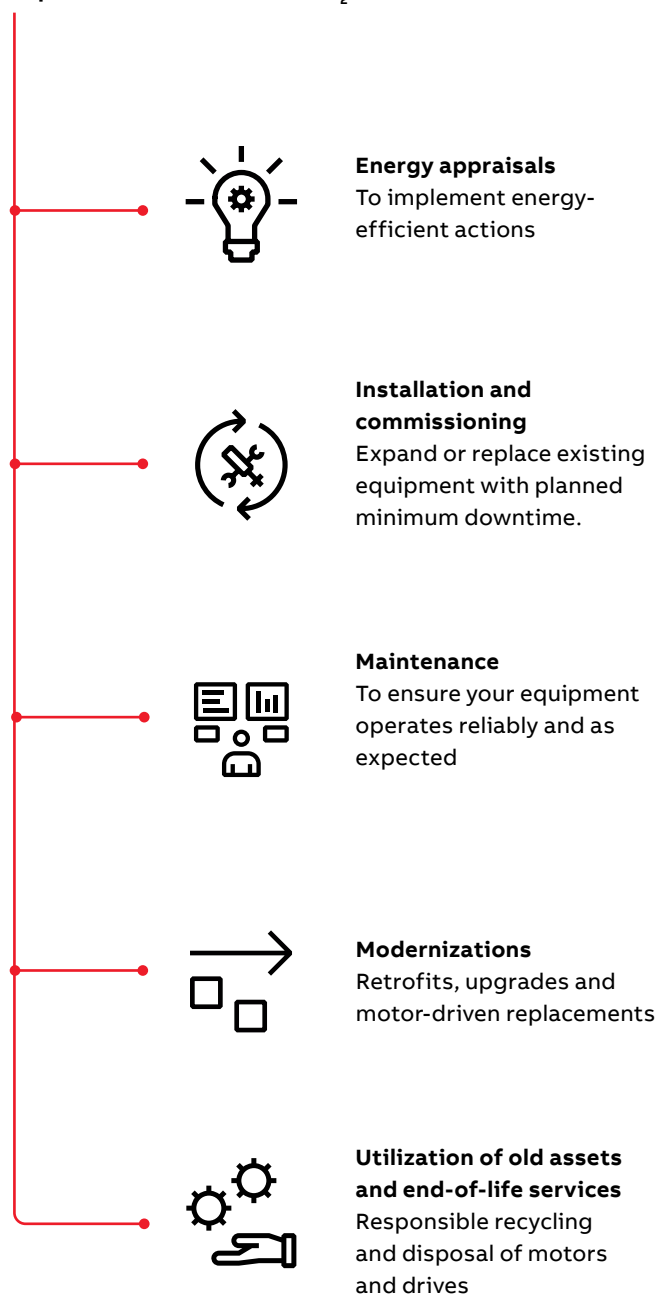 Energy appraisals
To implement energy-
efficient actions
Installation and
commissioning
Expand or replace existing
equipment with planned
minimum downtime.
Maintenance
To ensure your equipment
operates reliably and as
expected
Modernizations
Retrofits, upgrades and
motor-driven replacements
Utilization of old assets
and end-of-life services
Responsible recycling
and disposal of motors
and drives